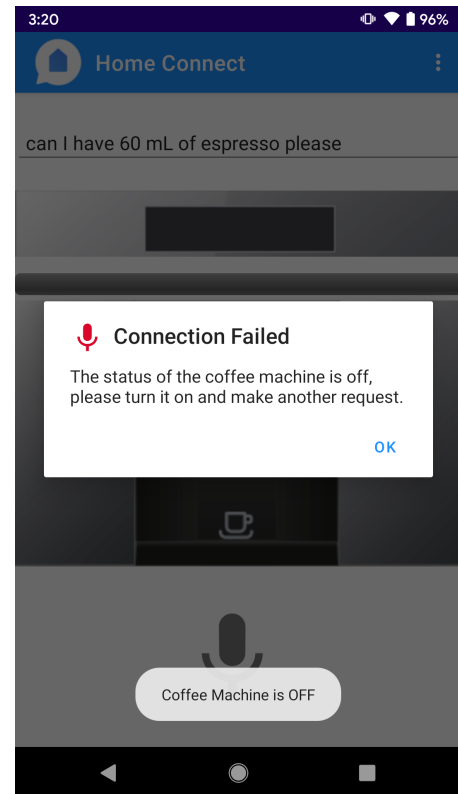 3:20
96%
Home Connect
can I have 60 mL of espresso please
Connection Failed
The status of the coffee machine is off,
please turn it on and make another request.
OK
Coffee Machine is OFF